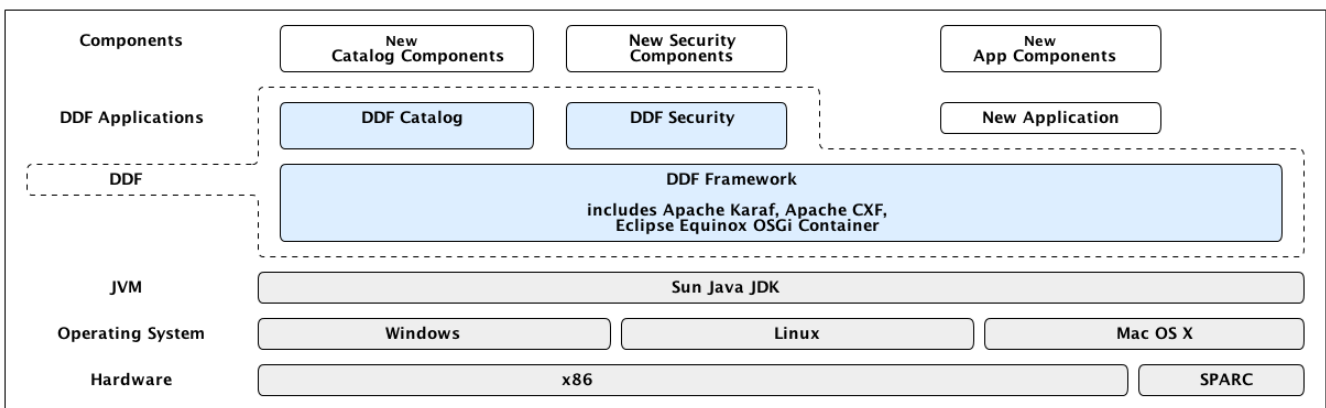 Components
New
Catalog Components
New Security
Components
New
App Components
DDF Applications
DDF Catalog
DDF Security
New Application
DDF
DDF Framework
includes Apache Karaf, Apache CXF,
Eclipse Equinox OSGi Container
JVM
Sun Java JDK
Operating System
Windows
Linux
Mac OS X
Hardware
x86
SPARC